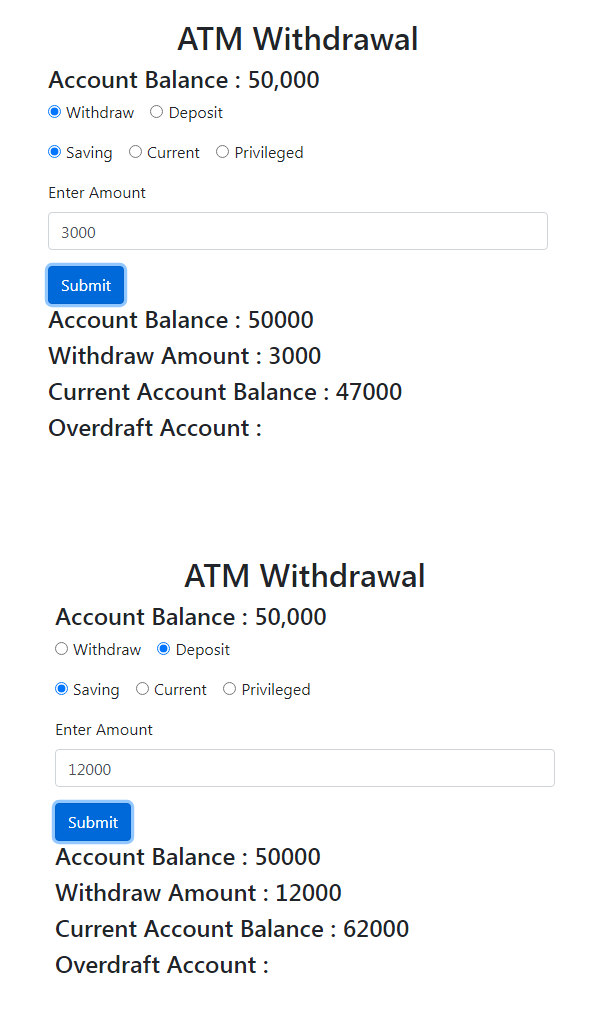 ATM Withdrawal
Account Balance : 50,000
Withdraw Deposit
Saving Current Privileged
Enter Amount
3000
Submit
Account Balance : 50000
Withdraw Amount : 3000
Current Account Balance : 47000
Overdraft Account :
ATM Withdrawal
Account Balance : 50,000
Withdraw Deposit
Saving Current Privileged
Enter Amount
12000
Submit
Account Balance : 50000
Withdraw Amount : 12000
Current Account Balance : 62000
Overdraft Account :